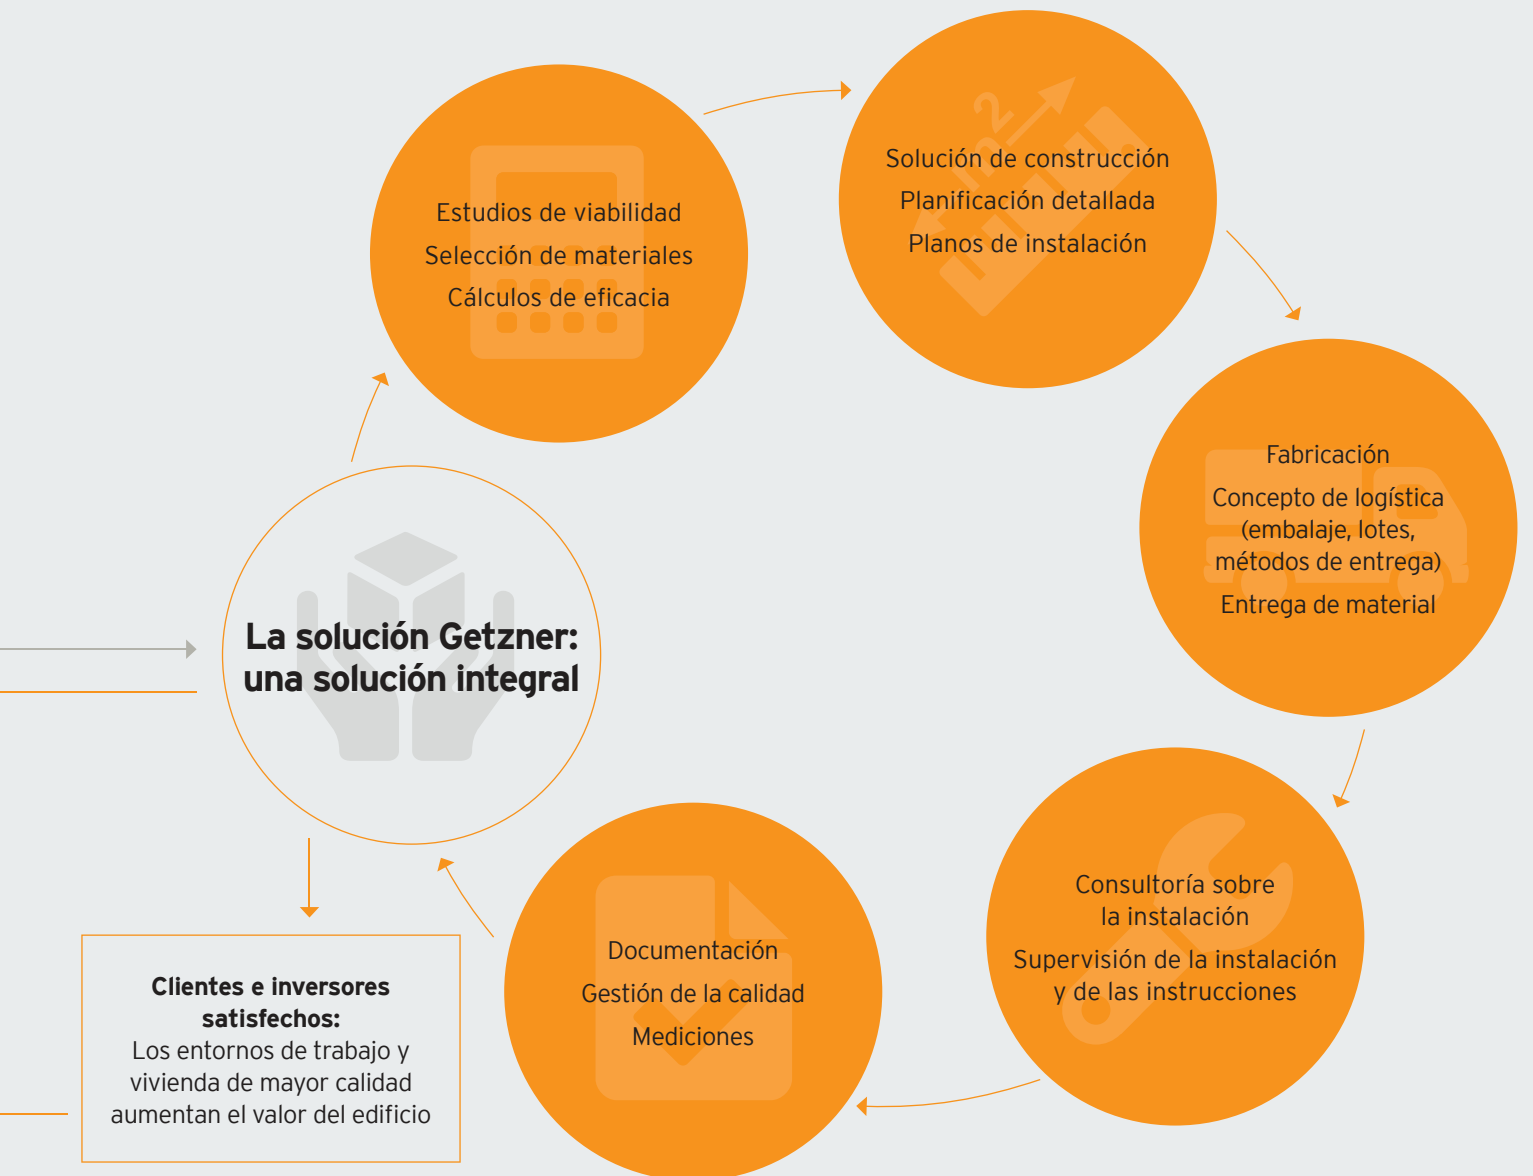 Estudios de viabilidad
Selección de materiales
Cálculos de eficacia
m²
Solución de construcción
Planificación detallada
Planos de instalación
Fabricación
Concepto de logística
(embalaje, lotes,
métodos de entrega)
Entrega de material
Consultoría sobre
la instalación
Supervisión de la instalación
y de las instrucciones
Documentación
Gestión de la calidad
Mediciones
La solución Getzner:
una solución integral
Clientes e inversores
satisfechos:
Los entornos de trabajo y
vivienda de mayor calidad
aumentan el valor del edificio